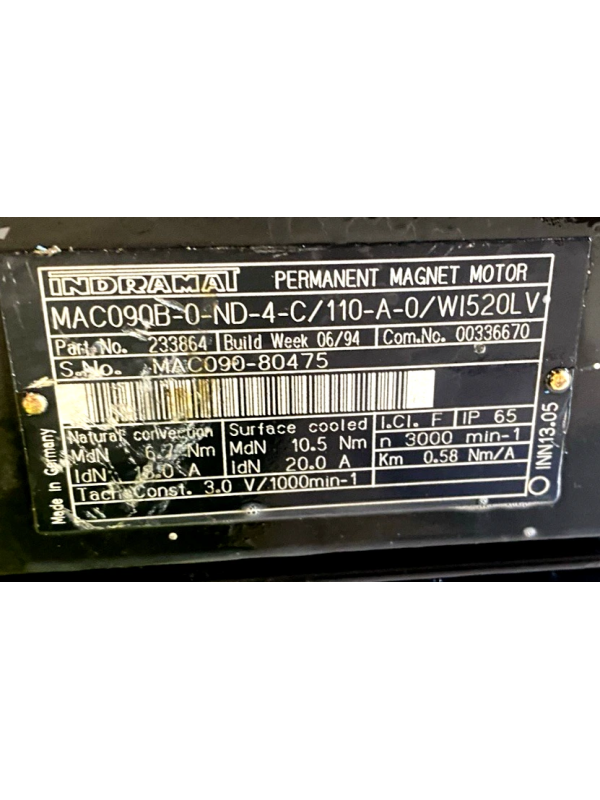 INDRAMAT PERMANENT MAGNET MOTOR
MAC090B-0-ND-4-C/110-A-0/WI520LV
Part No. 233864 Build Week 06/94 Com.No. 00336670
S.No. MAC090-80475
Natural convection Surface cooled I.Cl. F IP 65
MdN Nm MdN 10.5 Nm n 3000 min-1
IdN A IdN 20.0 A Km 0.58 Nm/A
Tach Const. 3.0 V/1000min-1
Made in Germany
INN13.05